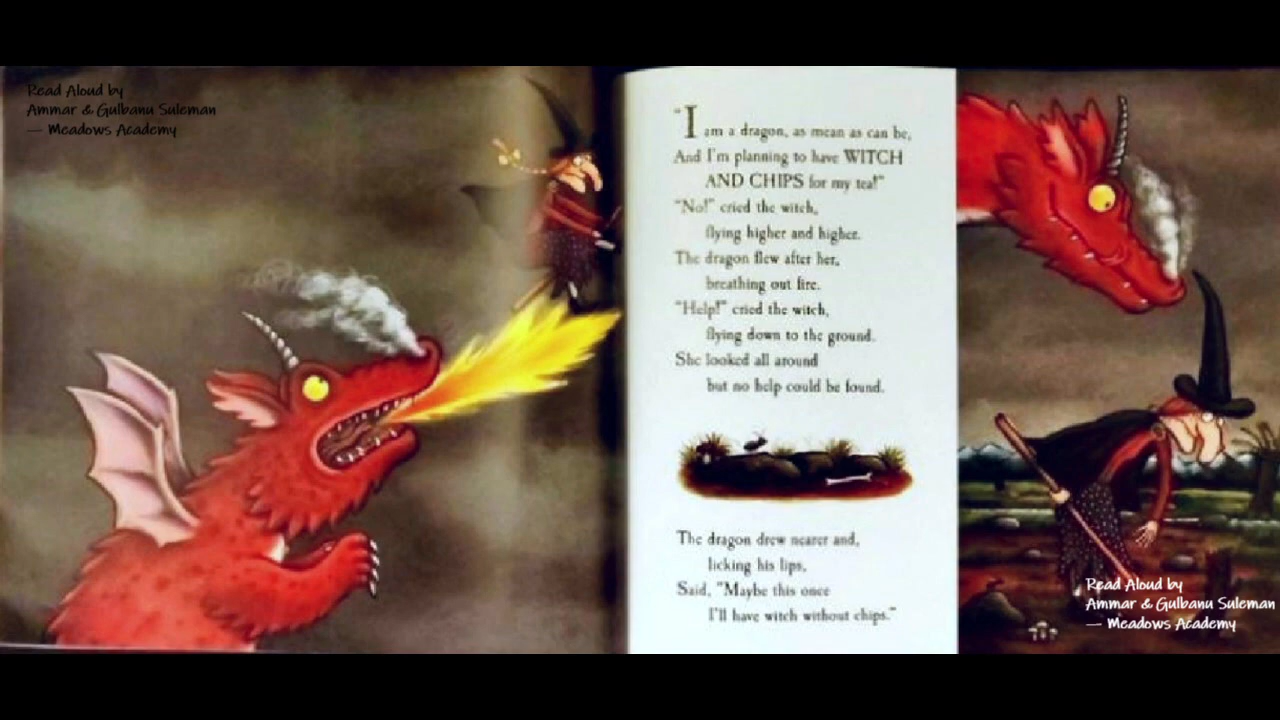 Read Aloud by
Ammar & Gulbanu Suleman
— Meadows Academy
"I am a dragon, as mean as can be,
And I'm planning to have WITCH
AND CHIPS for my tea!"
"No!" cried the witch,
flying higher and higher.
The dragon flew after her,
breathing out fire.
"Help!" cried the witch,
flying down to the ground.
She looked all around
but no help could be found.
The dragon drew nearer and,
licking his lips,
Said, "Maybe this once
I'll have witch without chips."
Read Aloud by
Ammar & Gulbanu Suleman
— Meadows Academy